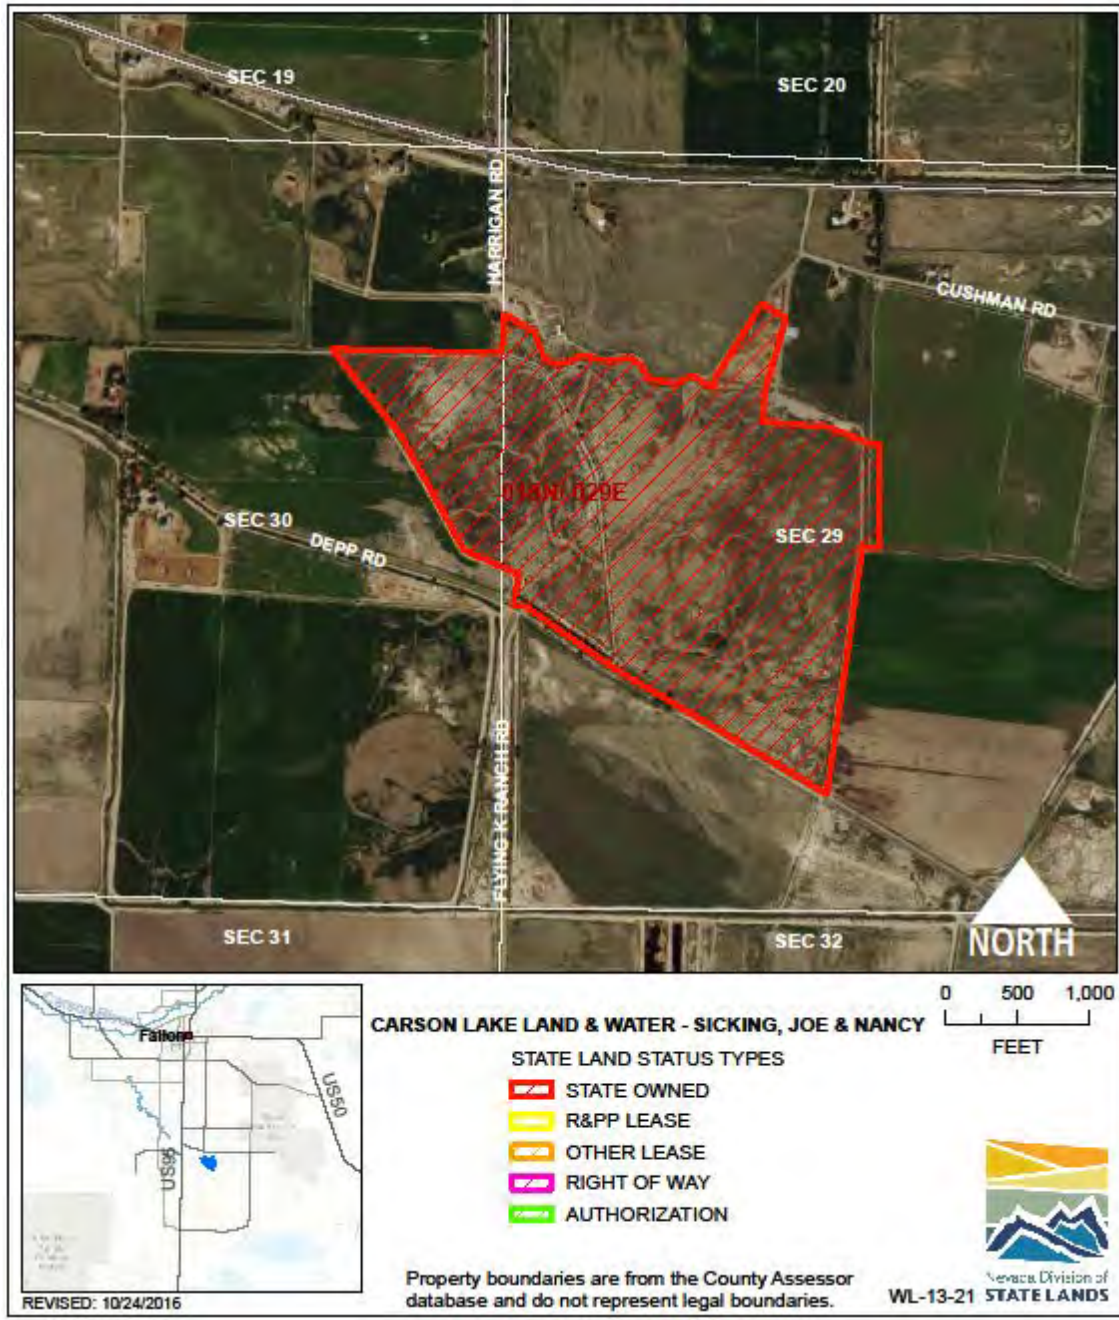 SEC 19
SEC 20
HARRIGAN RD
CUSHMAN RD
018N/ 029E
SEC 30
DEPP RD
SEC 29
FLYING K RANCH RD
SEC 31
SEC 32
NORTH
Carson River
Fallon
US50
US95
REVISED: 10/24/2016
CARSON LAKE LAND & WATER - SICKING, JOE & NANCY
0 500 1,000
FEET
STATE LAND STATUS TYPES
STATE OWNED
R&PP LEASE
OTHER LEASE
RIGHT OF WAY
AUTHORIZATION
Property boundaries are from the County Assessor
database and do not represent legal boundaries.
WL-13-21
Nevada Division of
STATE LANDS